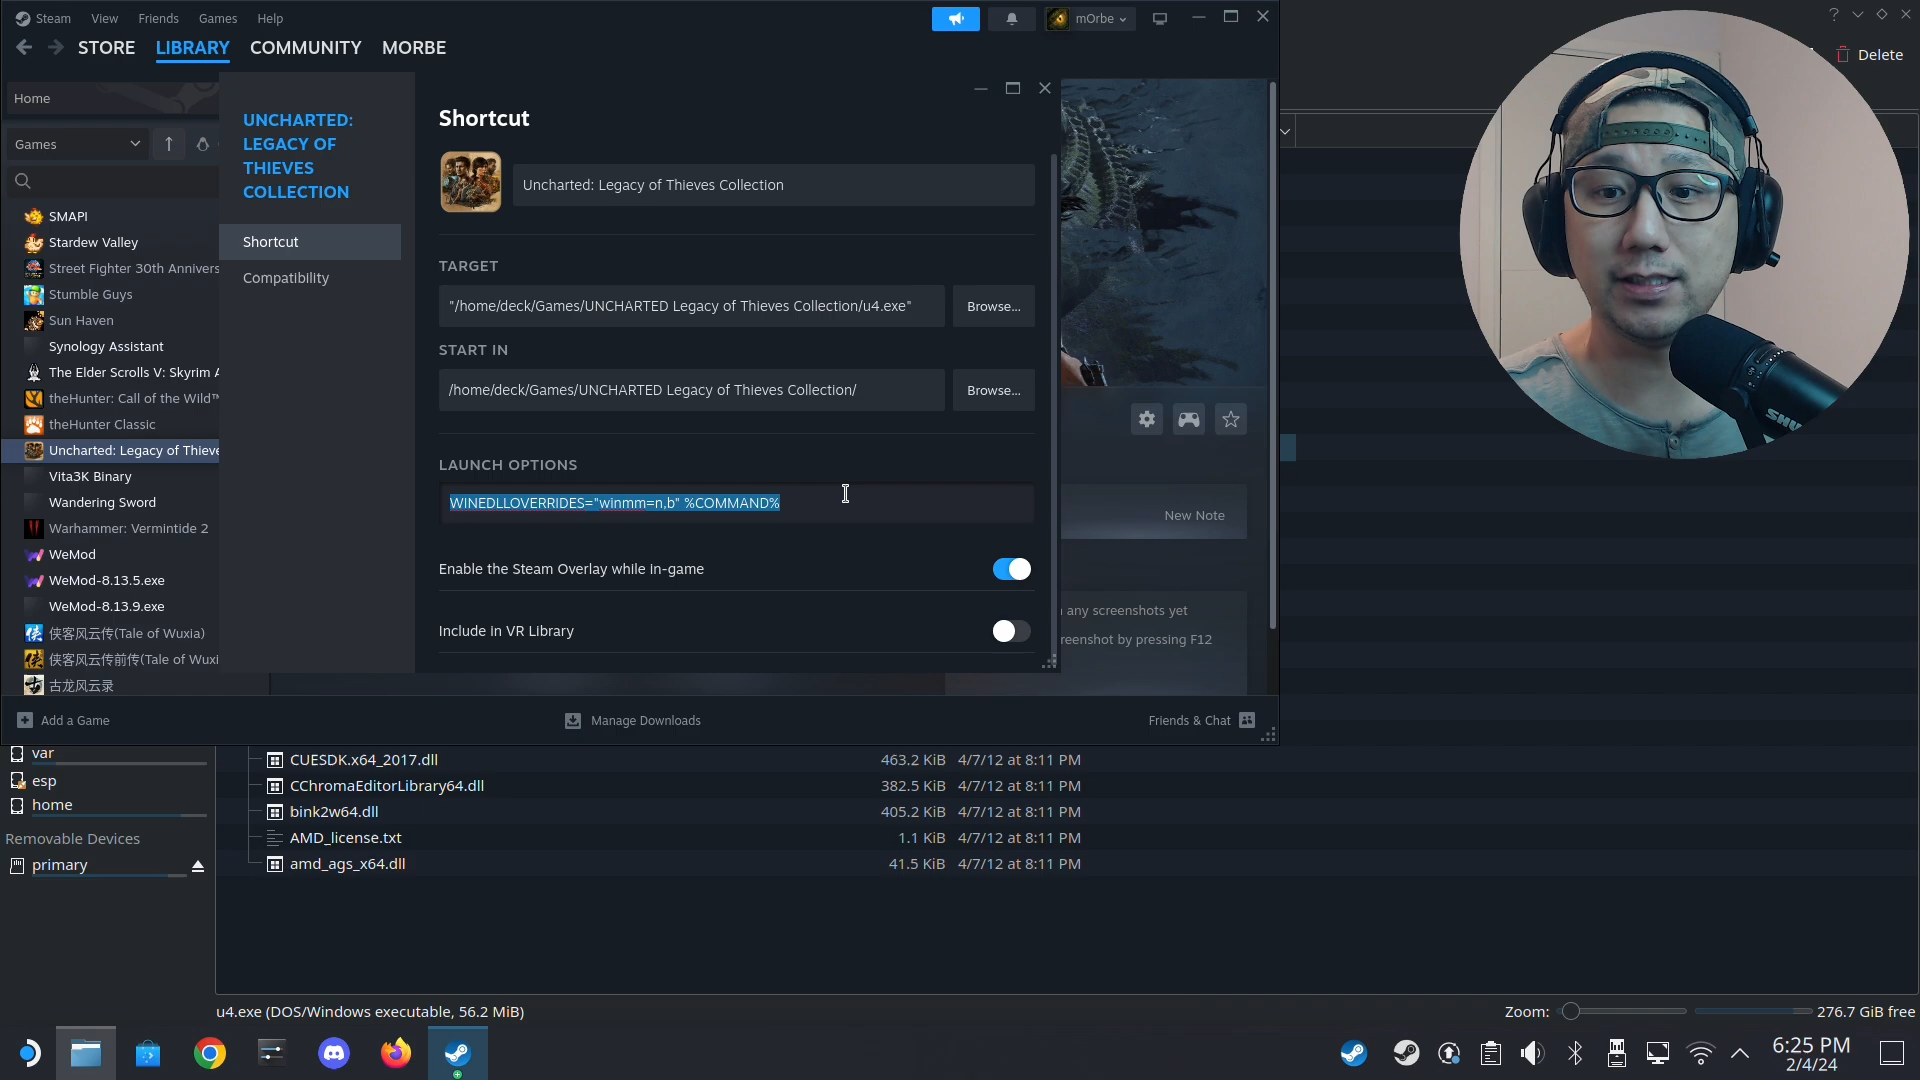 Steam View Friends Games Help
mOrbe
STORE LIBRARY COMMUNITY MORBE
Delete
Home
Games
SMAPI
Stardew Valley
Street Fighter 30th Annivers
Stumble Guys
Sun Haven
Synology Assistant
The Elder Scrolls V: Skyrim A
theHunter: Call of the Wild™
theHunter Classic
Uncharted: Legacy of Thieve
Vita3K Binary
Wandering Sword
Warhammer: Vermintide 2
WeMod
WeMod-8.13.5.exe
WeMod-8.13.9.exe
侠客风云传(Tale of Wuxia)
侠客风云传前传(Tale of Wuxi
古龙风云录
UNCHARTED:
LEGACY OF
THIEVES
COLLECTION
Shortcut
Compatibility
Shortcut
Uncharted: Legacy of Thieves Collection
TARGET
"/home/deck/Games/UNCHARTED Legacy of Thieves Collection/u4.exe"
Browse...
START IN
/home/deck/Games/UNCHARTED Legacy of Thieves Collection/
Browse...
LAUNCH OPTIONS
WINEDLLOVERRIDES="winmm=n,b" %COMMAND%
Enable the Steam Overlay while in-game
Include in VR Library
New Note
any screenshots yet
reenshot by pressing F12
Add a Game
Manage Downloads
Friends & Chat
var
esp
home
Removable Devices
primary
CUESDK.x64_2017.dll 463.2 KiB 4/7/12 at 8:11 PM
CChromaEditorLibrary64.dll 382.5 KiB 4/7/12 at 8:11 PM
bink2w64.dll 405.2 KiB 4/7/12 at 8:11 PM
AMD_license.txt 1.1 KiB 4/7/12 at 8:11 PM
amd_ags_x64.dll 41.5 KiB 4/7/12 at 8:11 PM
u4.exe (DOS/Windows executable, 56.2 MiB)
Zoom:
276.7 GiB free
6:25 PM
2/4/24